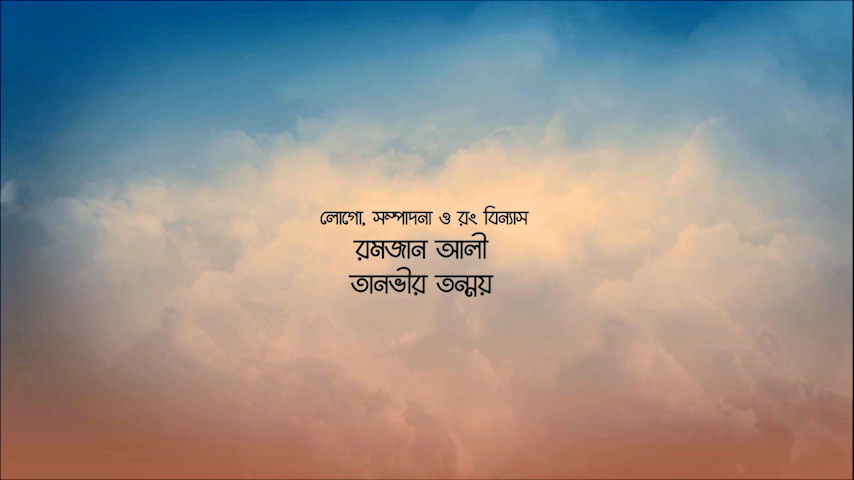 লোগো, সম্পাদনা ও রং বিন্যাস
রমজান আলী
তানভীর তন্ময়